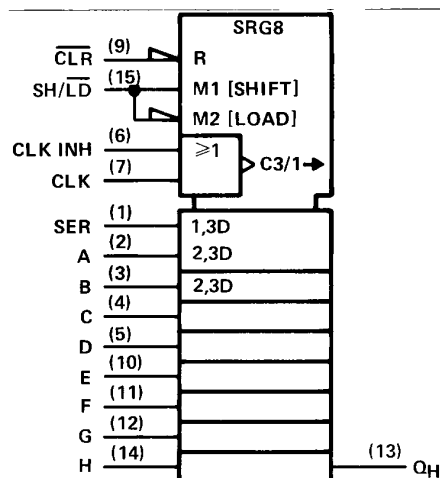 SRG8
CLR (9) R
SH/LD (15) M1 [SHIFT]
M2 [LOAD]
CLK INH (6) ≥1
CLK (7) C3/1→
SER (1) 1,3D
A (2) 2,3D
B (3) 2,3D
C (4)
D (5)
E (10)
F (11)
G (12)
H (14) (13) QH